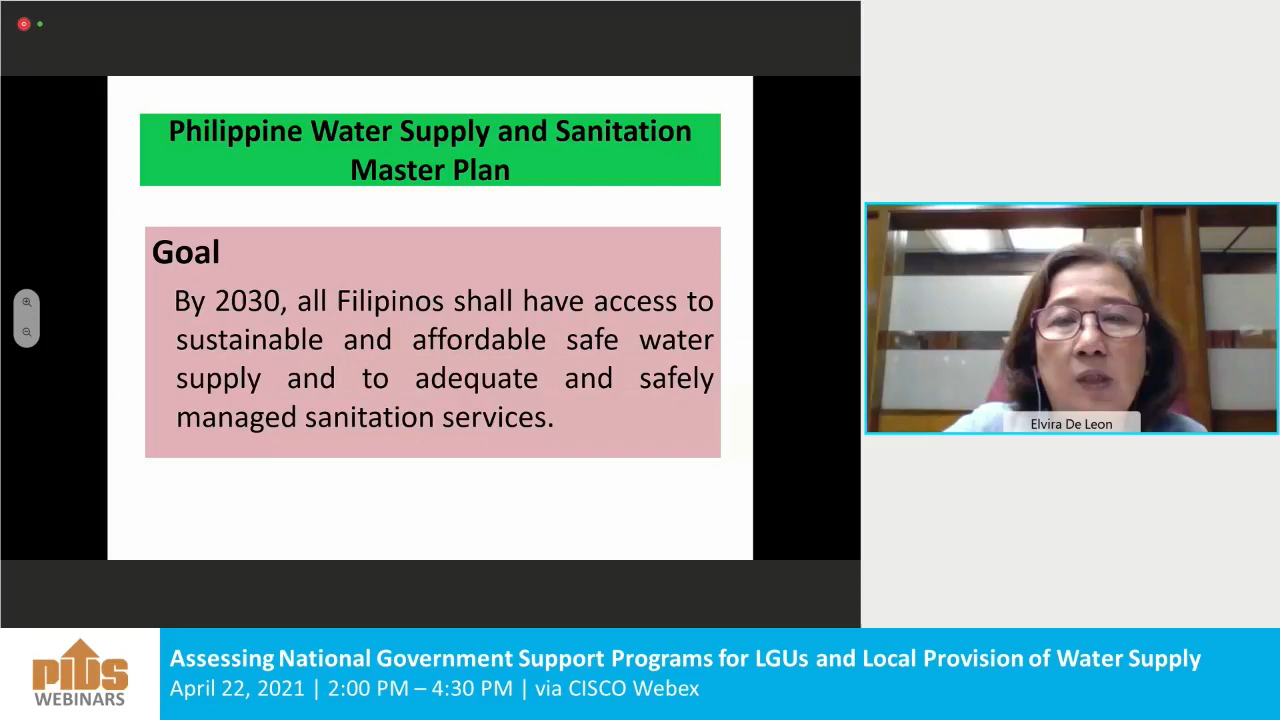 Philippine Water Supply and Sanitation
Master Plan
Goal
By 2030, all Filipinos shall have access to
sustainable and affordable safe water
supply and to adequate and safely
managed sanitation services.
Elvira De Leon
PIDS
WEBINARS
Assessing National Government Support Programs for LGUs and Local Provision of Water Supply
April 22, 2021 | 2:00 PM – 4:30 PM | via CISCO Webex